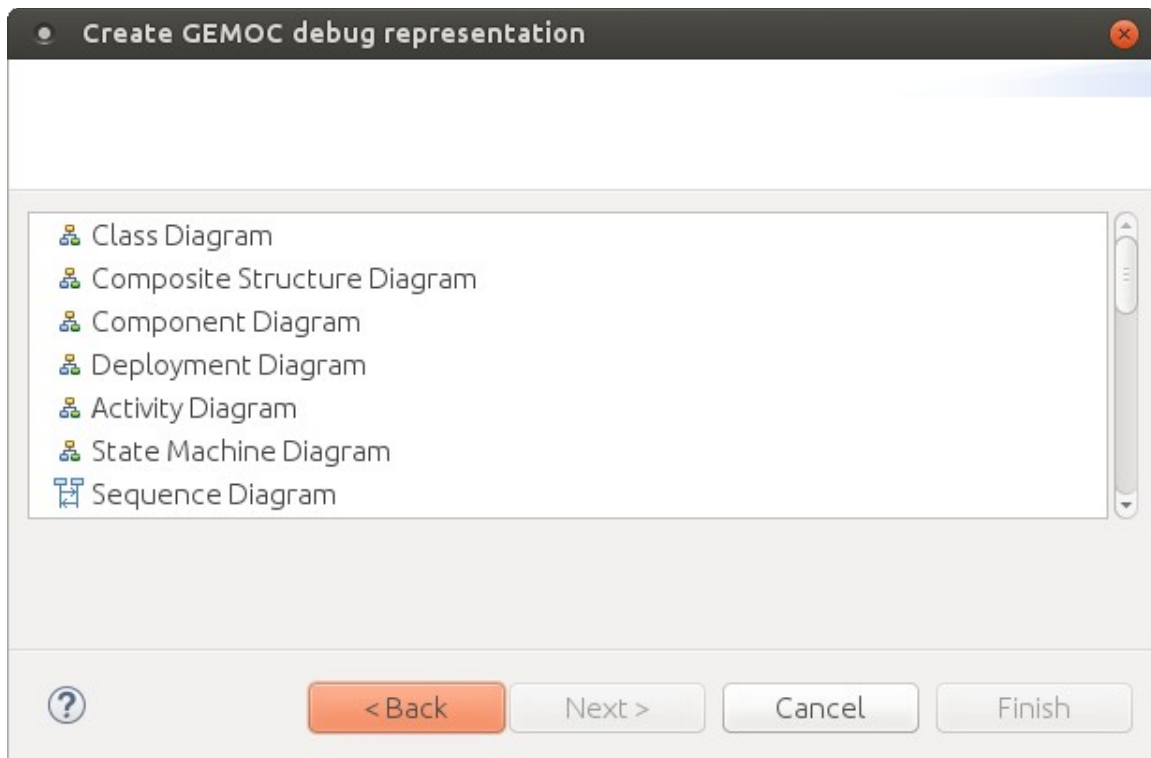 Create GEMOC debug representation
Class Diagram
Composite Structure Diagram
Component Diagram
Deployment Diagram
Activity Diagram
State Machine Diagram
Sequence Diagram
? < Back Next > Cancel Finish